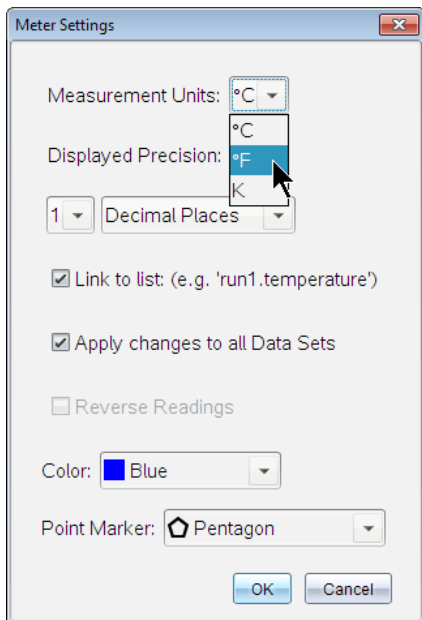 Meter Settings
Measurement Units: °C
°C
Displayed Precision: °F
K
1 Decimal Places
Link to list: (e.g. 'run1.temperature')
Apply changes to all Data Sets
Reverse Readings
Color: Blue
Point Marker: Pentagon
OK Cancel